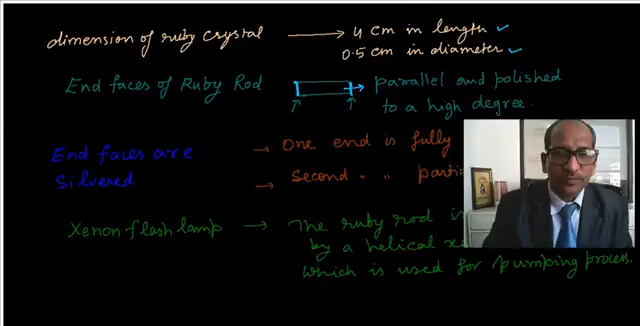 dimension of ruby crystal → 4 cm in length ✓
0.5 cm in diameter ✓
End faces of Ruby Rod → parallel and polished
to a high degree.
End faces are → One end is fully
Silvered → Second " " parti
Xenon flash lamp → The ruby rod is
by a helical x
which is used for pumping process.